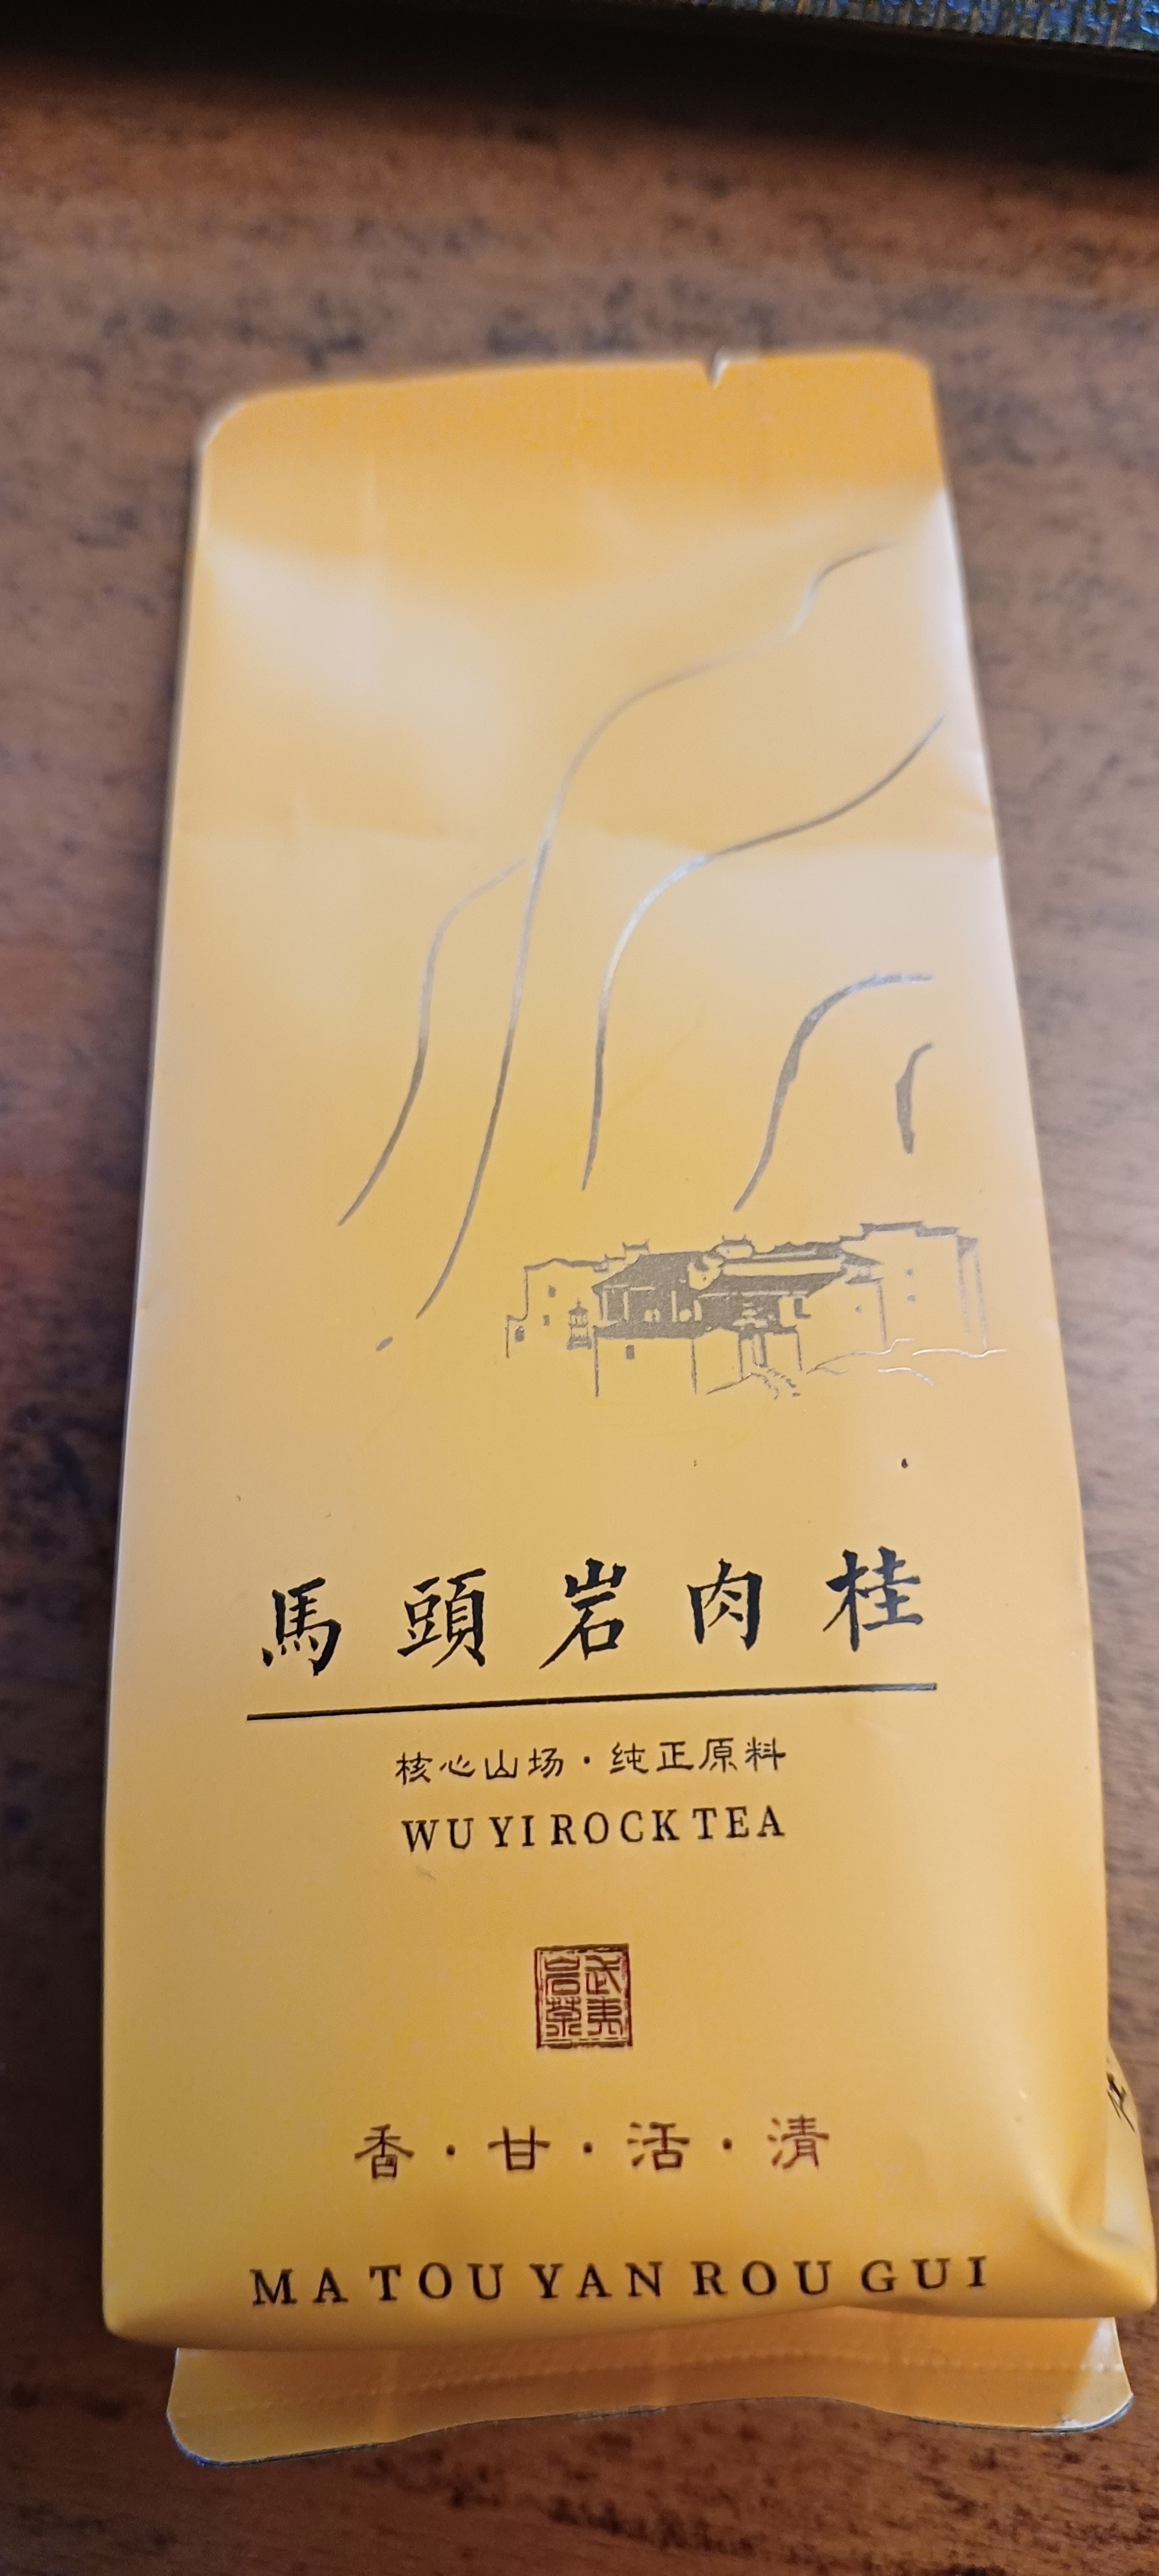 馬頭岩肉桂
核心山场·纯正原料
WU YI ROCK TEA
武夷岩茶
香·甘·活·清
MA TOU YAN ROU GUI